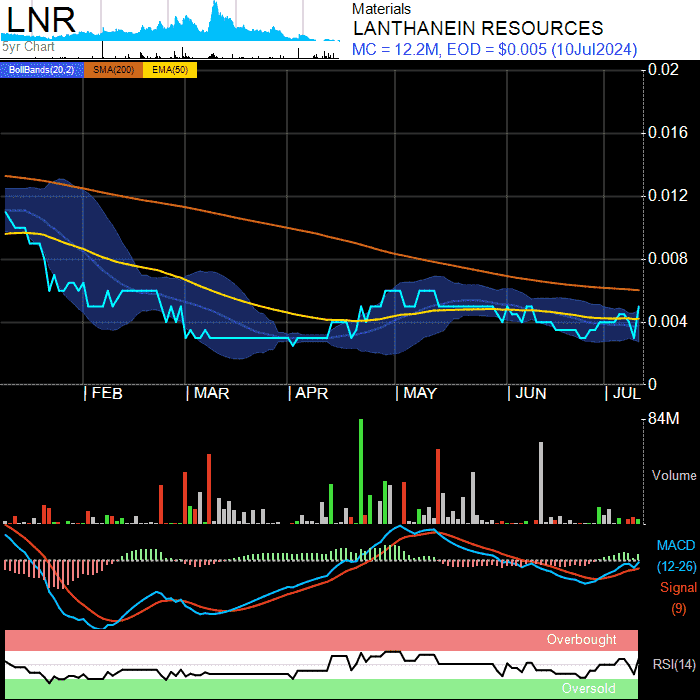 LNR
5yr Chart
Materials
LANTHANEIN RESOURCES
MC = 12.2M, EOD = $0.005 (10Jul2024)
BollBands(20,2) SMA(200) EMA(50)
0.02
0.016
0.012
0.008
0.004
0
FEB MAR APR MAY JUN JUL
84M
Volume
MACD
(12-26)
Signal
(9)
Overbought
RSI(14)
Oversold